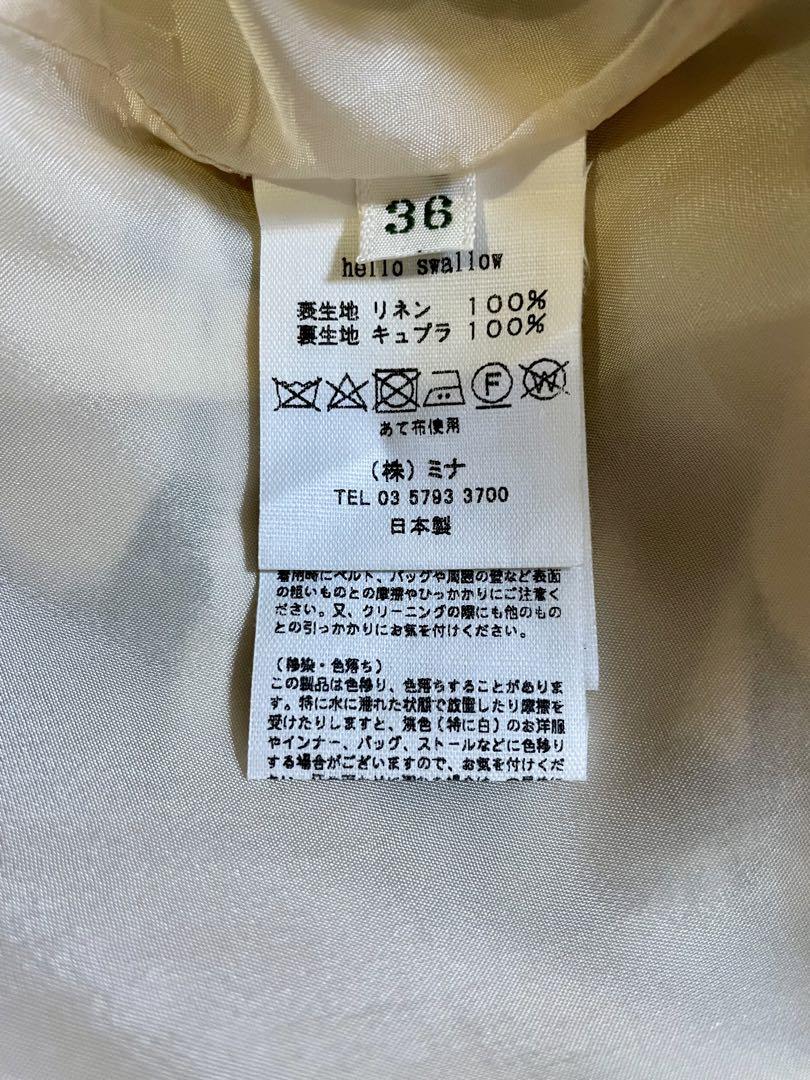 36
hello swallow
表生地 リネン 100%
裏生地 キュプラ 100%
F
W
あて布使用
(株)ミナ
TEL 03 5793 3700
日本製
着用時にベルト、バッグや周囲の壁など表面
の粗いものとの摩擦やひっかかりにご注意く
ださい。又、クリーニングの際にも他のもの
との引っかかりにお気を付けください。
(移染・色落ち)
この製品は色移り、色落ちすることがありま
す。特に水に濡れた状態で放置したり摩擦を
受けたりしますと、淡色(特に白)のお洋服
やインナー、バッグ、ストールなどに色移り
する場合がございますので、お気を付けくだ